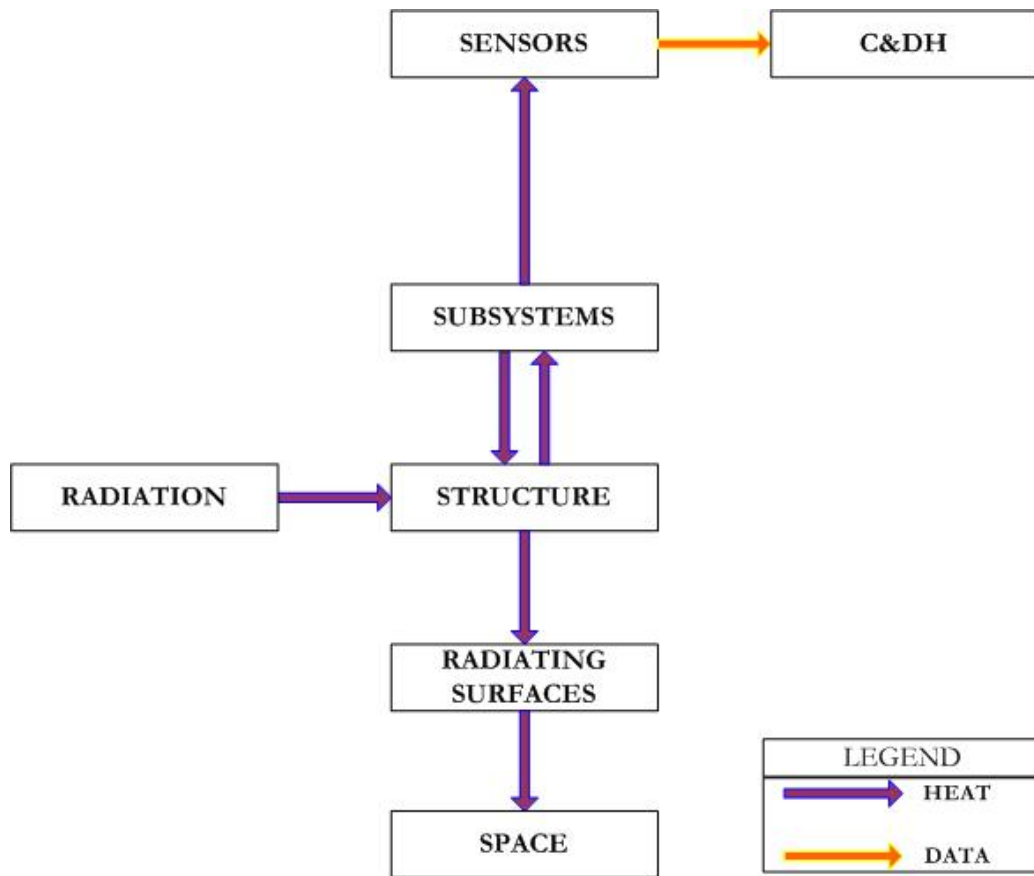 SENSORS
C&DH
SUBSYSTEMS
RADIATION
STRUCTURE
RADIATING
SURFACES
SPACE
LEGEND
HEAT
DATA